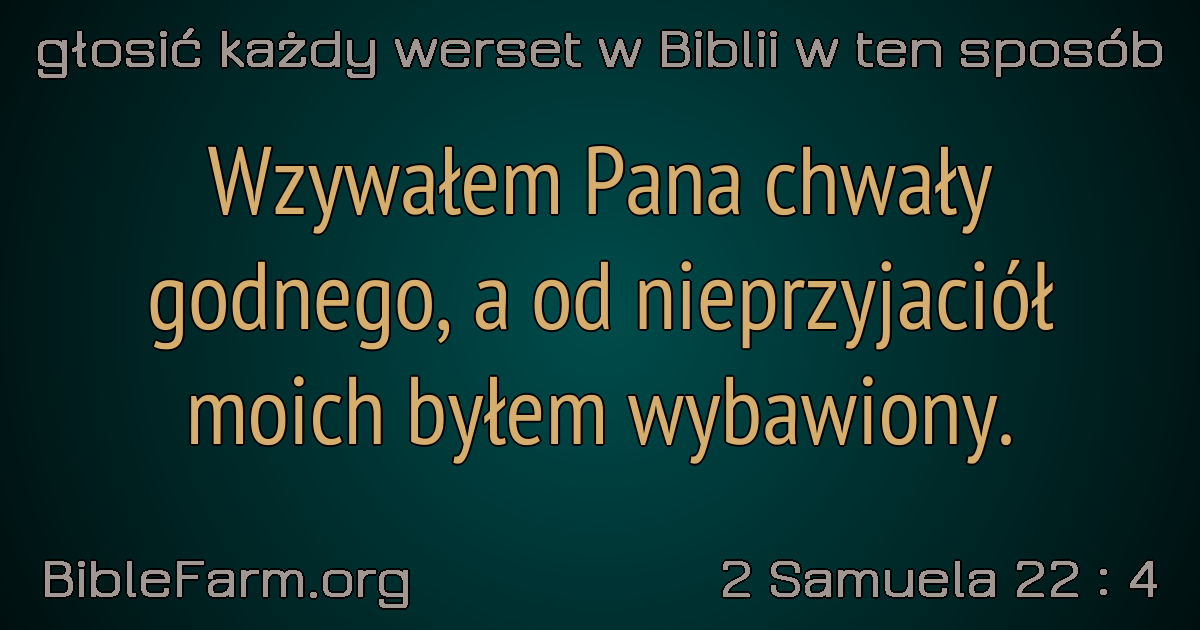 głosić każdy werset w Biblii w ten sposób
Wzywałem Pana chwały
godnego, a od nieprzyjaciół
moich byłem wybawiony.
BibleFarm.org
2 Samuela 22 : 4